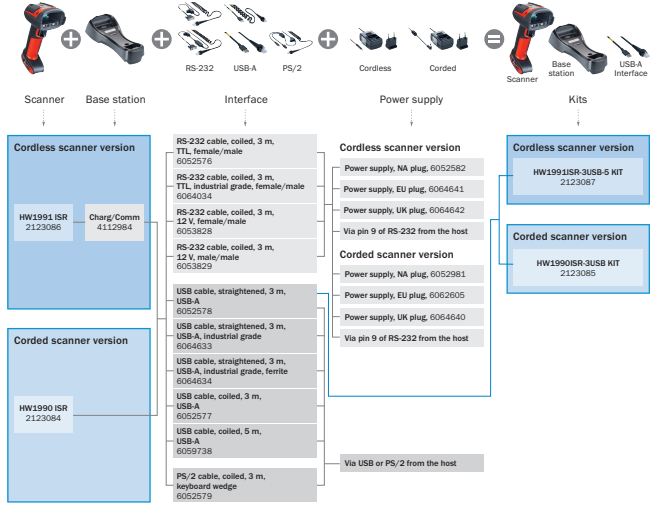 RS-232
USB-A
PS/2
Cordless
Corded
Scanner
Base
station
USB-A
Interface
Scanner
Base station
Interface
Power supply
Kits
Cordless scanner version
HW1991 ISR
2123086
Charg/Comm
4112984
Corded scanner version
HW1990 ISR
2123084
RS-232 cable, coiled, 3 m,
TTL, female/male
6052576
RS-232 cable, coiled, 3 m,
TTL, industrial grade, female/male
6064034
RS-232 cable, coiled, 3 m,
12 V, female/male
6053828
RS-232 cable, coiled, 3 m,
12 V, male/male
6053829
USB cable, straightened, 3 m,
USB-A
6052578
USB cable, straightened, 3 m,
USB-A, industrial grade
6064633
USB cable, straightened, 3 m,
USB-A, industrial grade, ferrite
6064634
USB cable, coiled, 3 m,
USB-A
6052577
USB cable, coiled, 5 m,
USB-A
6059738
PS/2 cable, coiled, 3 m,
keyboard wedge
6052579
Cordless scanner version
Power supply, NA plug, 6052582
Power supply, EU plug, 6064641
Power supply, UK plug, 6064642
Via pin 9 of RS-232 from the host
Corded scanner version
Power supply, NA plug, 6052981
Power supply, EU plug, 6062605
Power supply, UK plug, 6064640
Via pin 9 of RS-232 from the host
Via USB or PS/2 from the host
Cordless scanner version
HW1991ISR-3USB-5 KIT
2123087
Corded scanner version
HW1990ISR-3USB KIT
2123085